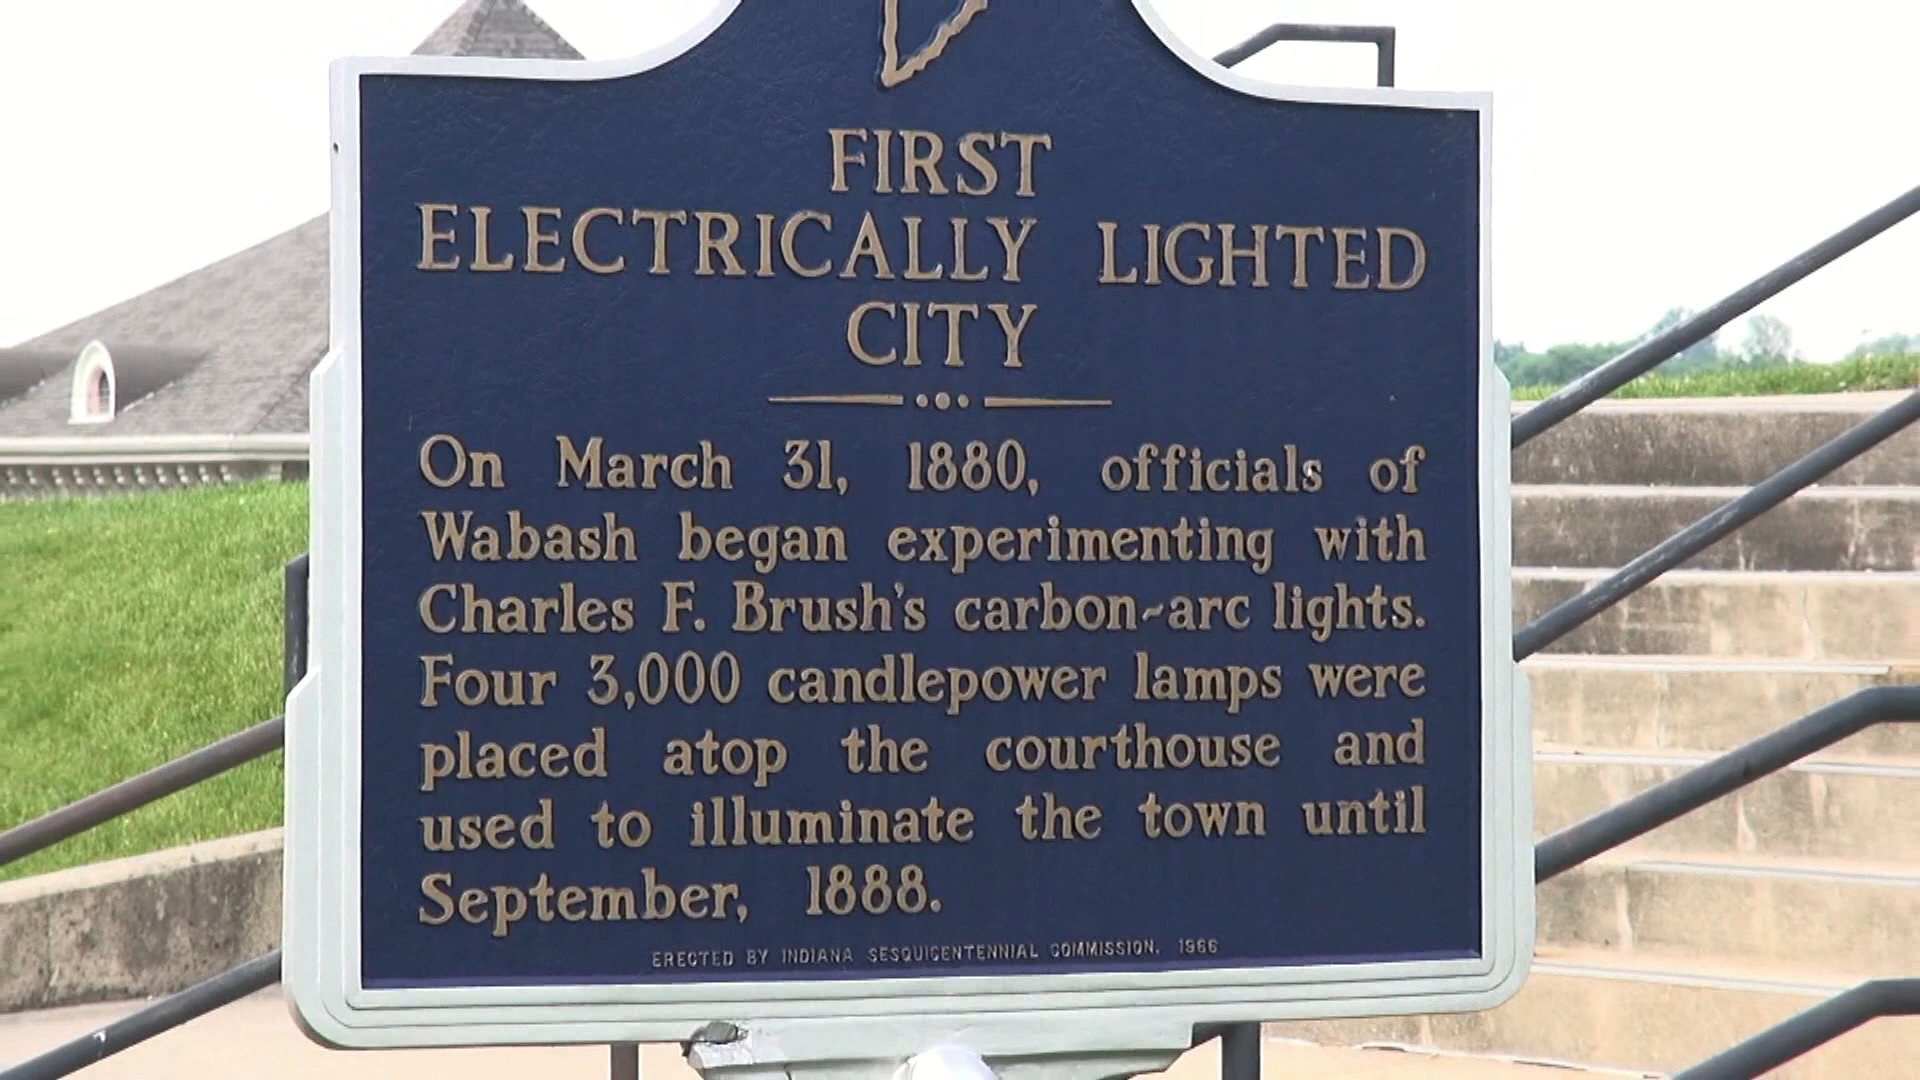 FIRST
ELECTRICALLY LIGHTED
CITY
On March 31, 1880, officials of
Wabash began experimenting with
Charles F. Brush's carbon-arc lights.
Four 3,000 candlepower lamps were
placed atop the courthouse and
used to illuminate the town until
September, 1888.
ERECTED BY INDIANA SESQUICENTENNIAL COMMISSION, 1966